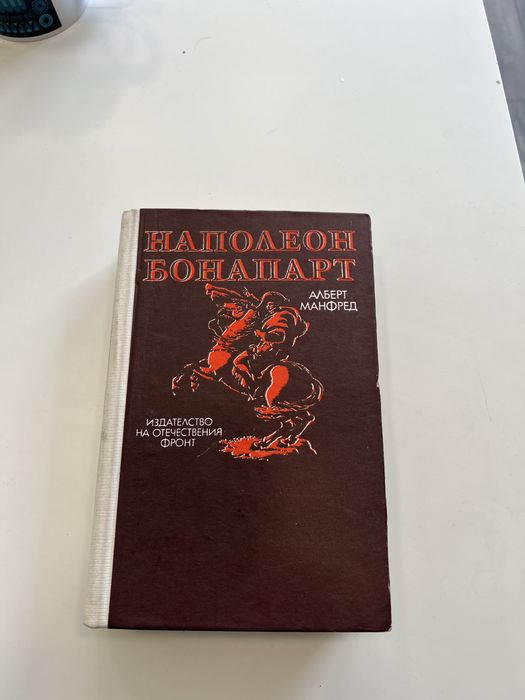 НАПОЛЕОН
БОНАПАРТ
АЛБЕРТ
МАНФРЕД
ИЗДАТЕЛСТВО
НА ОТЕЧЕСТВЕНИЯ
ФРОНТ